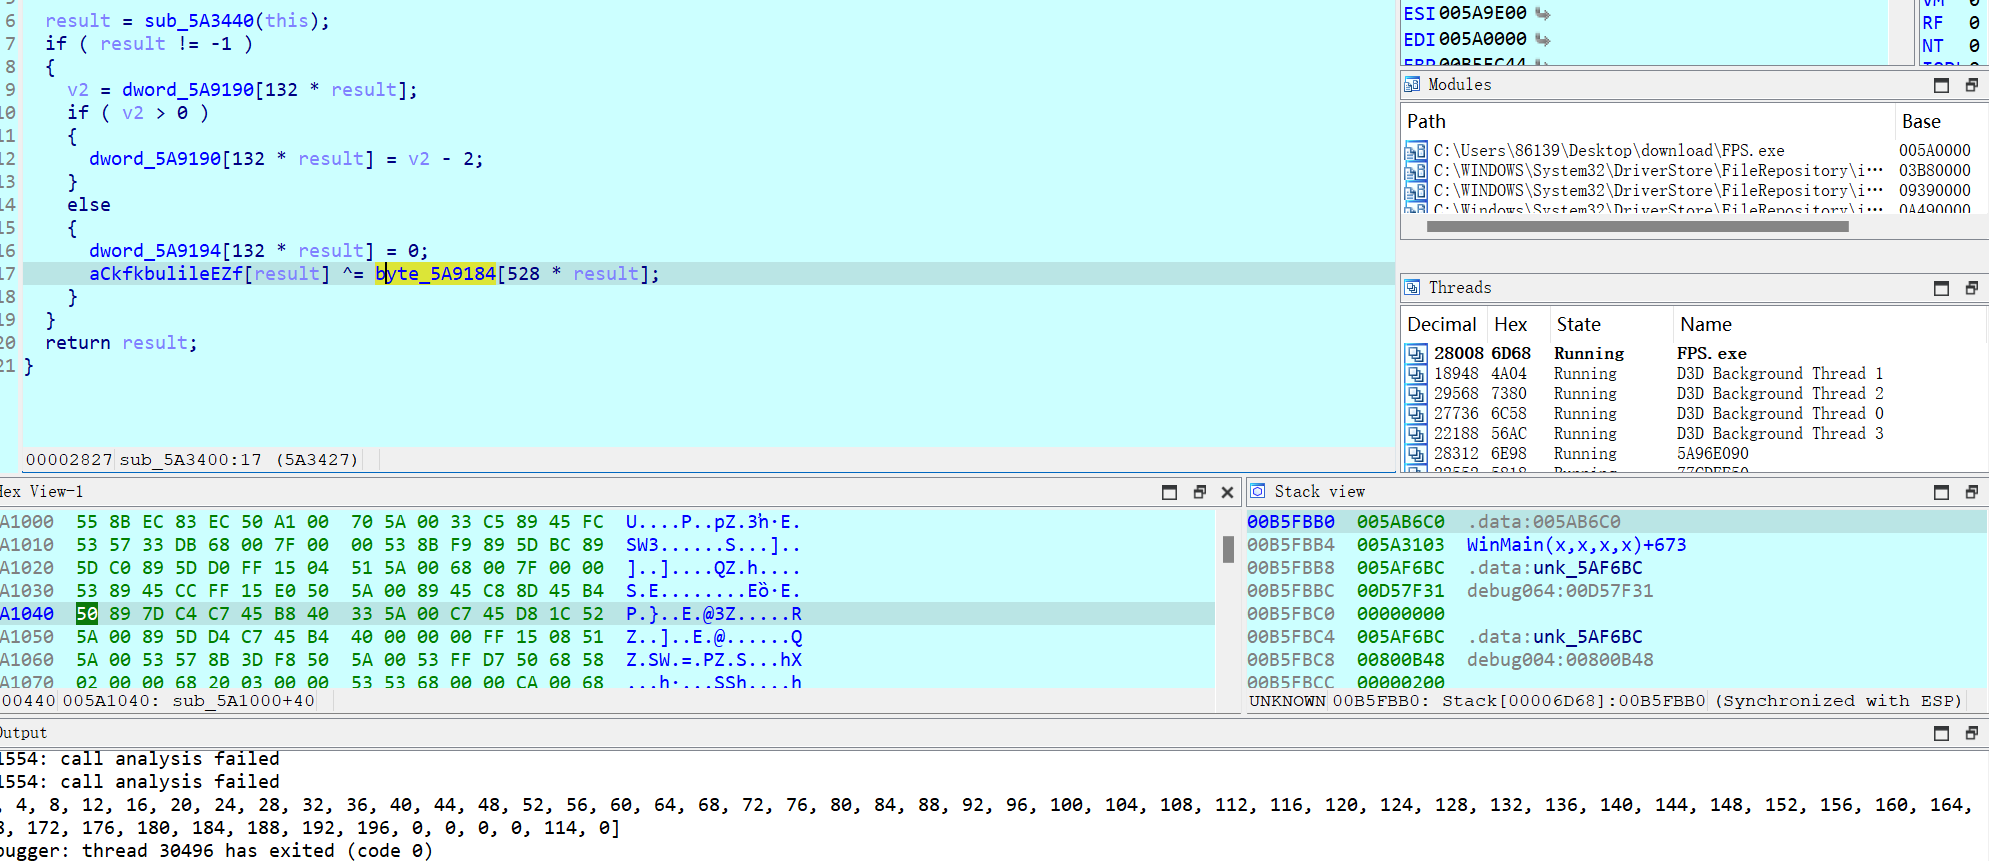 6 result = sub_5A3440(this);
7 if ( result != -1 )
8 {
9 v2 = dword_5A9190[132 * result];
10 if ( v2 > 0 )
11 {
12 dword_5A9190[132 * result] = v2 - 2;
13 }
14 else
15 {
16 dword_5A9194[132 * result] = 0;
17 aCkfkbulileEZf[result] ^= byte_5A9184[528 * result];
18 }
19 }
20 return result;
21 }
00002827 sub_5A3400:17 (5A3427)
ESI 005A9E00
EDI 005A0000
EBP 00B5FC44
VM 0
RF 0
NT 0
Modules
Path Base
C:\Users\86139\Desktop\download\FPS.exe 005A0000
C:\WINDOWS\System32\DriverStore\FileRepository\i… 03B80000
C:\WINDOWS\System32\DriverStore\FileRepository\i… 09390000
C:\Windows\System32\DriverStore\FileRepository\i… 0A490000
Threads
Decimal Hex State Name
28008 6D68 Running FPS.exe
18948 4A04 Running D3D Background Thread 1
29568 7380 Running D3D Background Thread 2
27736 6C58 Running D3D Background Thread 0
22188 56AC Running D3D Background Thread 3
28312 6E98 Running 5A96E090
Hex View-1
A1000 55 8B EC 83 EC 50 A1 00 70 5A 00 33 C5 89 45 FC U....P..pZ.3ʱ·E.
A1010 53 57 33 DB 68 00 7F 00 00 53 8B F9 89 5D BC 89 SW3......S...]..
A1020 5D C0 89 5D D0 FF 15 04 51 5A 00 68 00 7F 00 00 ]..]....QZ.h....
A1030 53 89 45 CC FF 15 E0 50 5A 00 89 45 C8 8D 45 B4 S.E........Eȍ·E.
A1040 50 89 7D C4 C7 45 B8 40 33 5A 00 C7 45 D8 1C 52 P.}..E.@3Z.....R
A1050 5A 00 89 5D D4 C7 45 B4 40 00 00 00 FF 15 08 51 Z..]..E.@......Q
A1060 5A 00 53 57 8B 3D F8 50 5A 00 53 FF D7 50 68 58 Z.SW.=.PZ.S...hX
A1070 02 00 00 68 20 03 00 00 53 53 68 00 00 CA 00 68 ...h·...SSh....h
00440 005A1040: sub_5A1000+40
Stack view
00B5FBB0 005AB6C0 .data:005AB6C0
00B5FBB4 005A3103 WinMain(x,x,x,x)+673
00B5FBB8 005AF6BC .data:unk_5AF6BC
00B5FBBC 00D57F31 debug064:00D57F31
00B5FBC0 00000000
00B5FBC4 005AF6BC .data:unk_5AF6BC
00B5FBC8 00800B48 debug004:00800B48
00B5FBCC 00000200
UNKNOWN 00B5FBB0: Stack[00006D68]:00B5FBB0 (Synchronized with ESP)
Output
1554: call analysis failed
1554: call analysis failed
, 4, 8, 12, 16, 20, 24, 28, 32, 36, 40, 44, 48, 52, 56, 60, 64, 68, 72, 76, 80, 84, 88, 92, 96, 100, 104, 108, 112, 116, 120, 124, 128, 132, 136, 140, 144, 148, 152, 156, 160, 164,
8, 172, 176, 180, 184, 188, 192, 196, 0, 0, 0, 0, 114, 0]
bugger: thread 30496 has exited (code 0)